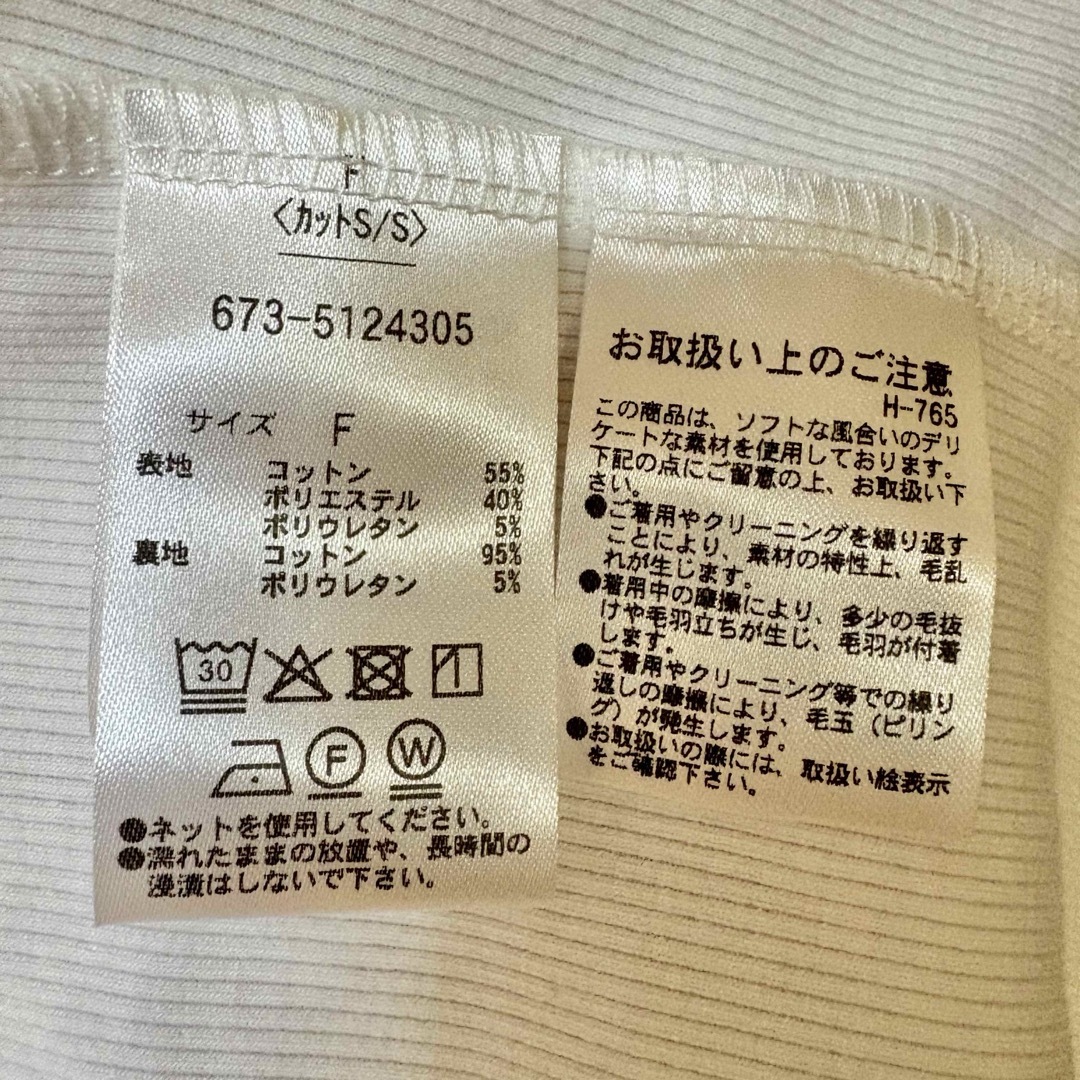 F
〈カットS/S〉
673-5124305
サイズ F
表地 コットン 55%
ポリエステル 40%
ポリウレタン 5%
裏地 コットン 95%
ポリウレタン 5%
30
F W
●ネットを使用してください。
●濡れたままの放置や、長時間の
浸漬はしないで下さい。
お取扱い上のご注意
H-765
この商品は、ソフトな風合いのデリ
ケートな素材を使用しております。
下記の点にご留意の上、お取扱い下
さい。
●ご着用やクリーニングを繰り返す
ことにより、素材の特性上、毛乱
れが生じます。
●着用中の摩擦により、多少の毛抜
けや毛羽立ちが生じ、毛羽が付着
します。
●ご着用やクリーニング等での繰り
返しの摩擦により、毛玉（ピリン
グ）が発生します。
●お取扱いの際には、取扱い絵表示
をご確認下さい。